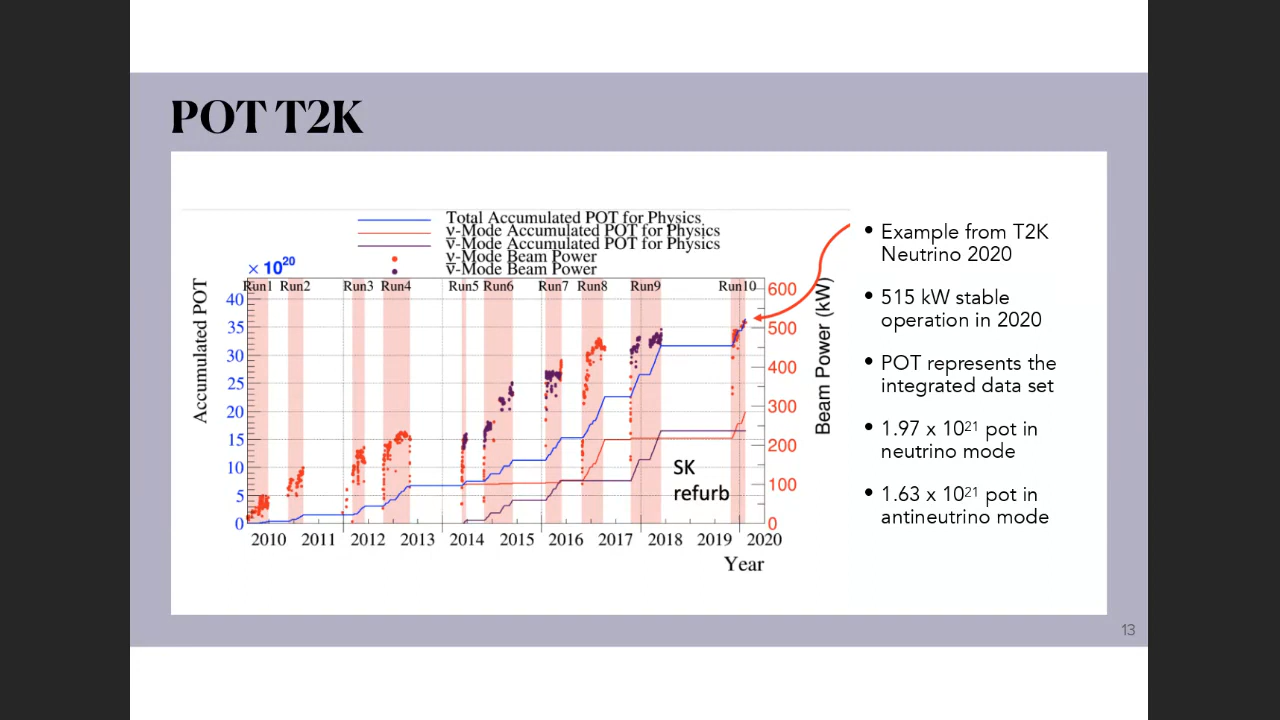 POT T2K
Total Accumulated POT for Physics
ν-Mode Accumulated POT for Physics
ν̅-Mode Accumulated POT for Physics
ν-Mode Beam Power
ν̅-Mode Beam Power
× 10²⁰
Run1 Run2 Run3 Run4 Run5 Run6 Run7 Run8 Run9 Run10
Accumulated POT
40
35
30
25
20
15
10
5
0
600
500
400
300
200
100
0
Beam Power (kW)
SK
refurb
2010 2011 2012 2013 2014 2015 2016 2017 2018 2019 2020
Year
• Example from T2K
Neutrino 2020
• 515 kW stable
operation in 2020
• POT represents the
integrated data set
• 1.97 x 10²¹ pot in
neutrino mode
• 1.63 x 10²¹ pot in
antineutrino mode
13